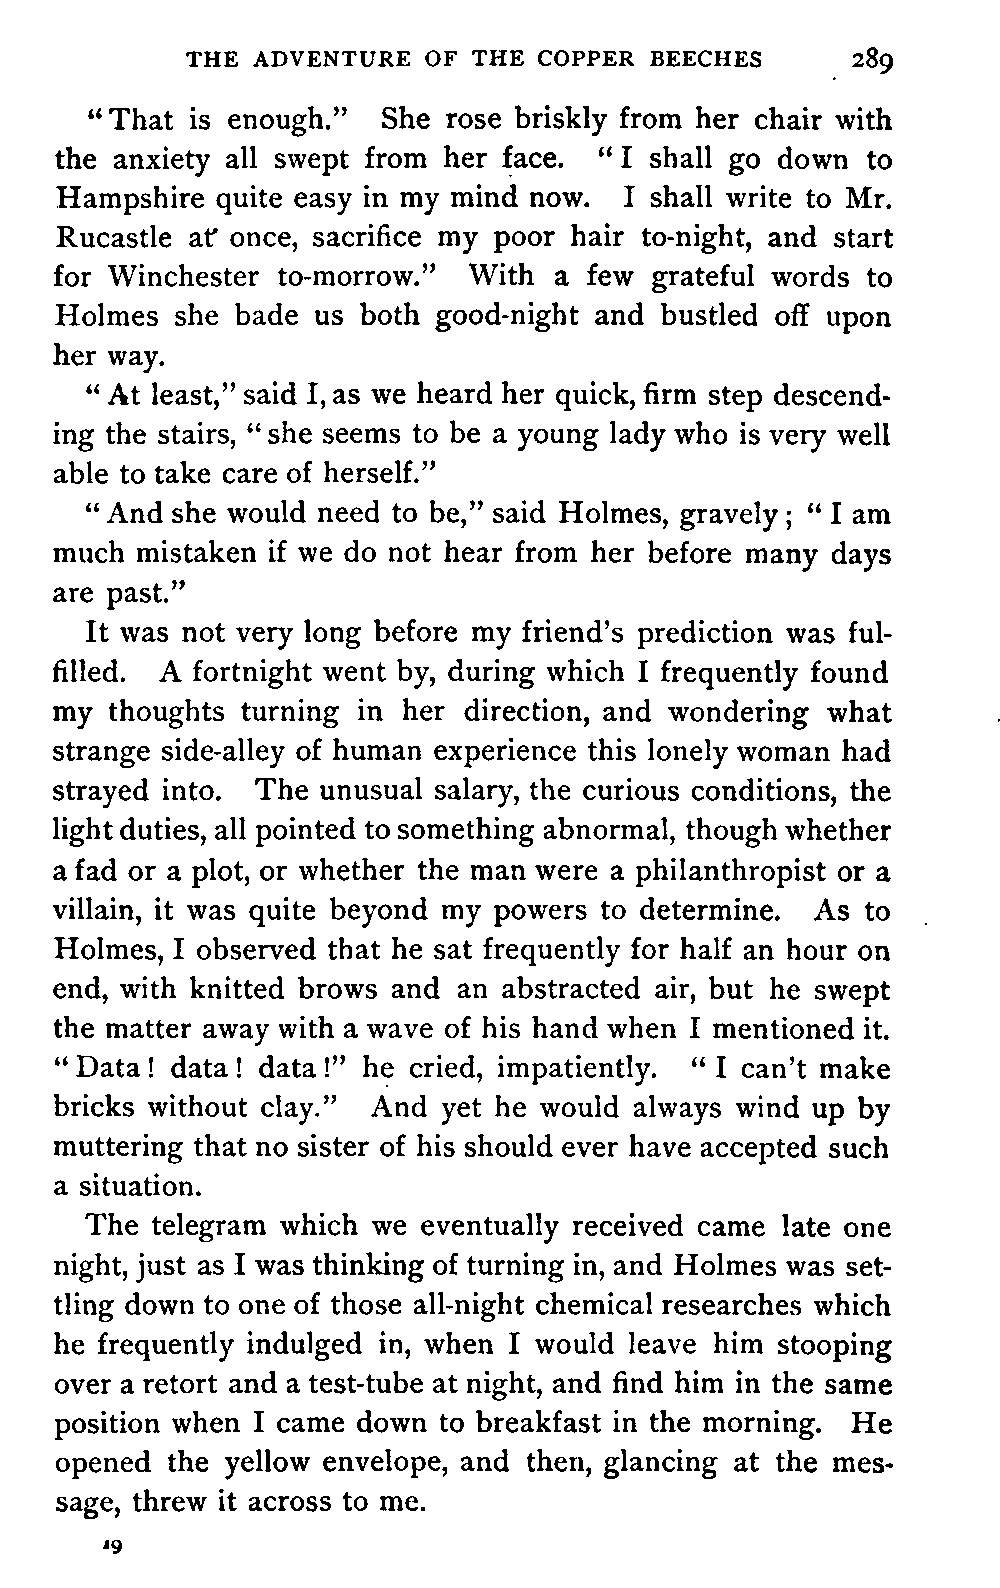 THE ADVENTURE OF THE COPPER BEECHES 289
“That is enough.” She rose briskly from her chair with
the anxiety all swept from her face. “I shall go down to
Hampshire quite easy in my mind now. I shall write to Mr.
Rucastle at once, sacrifice my poor hair to-night, and start
for Winchester to-morrow.” With a few grateful words to
Holmes she bade us both good-night and bustled off upon
her way.
“At least,” said I, as we heard her quick, firm step descend-
ing the stairs, “she seems to be a young lady who is very well
able to take care of herself.”
“And she would need to be,” said Holmes, gravely; “I am
much mistaken if we do not hear from her before many days
are past.”
It was not very long before my friend’s prediction was ful-
filled. A fortnight went by, during which I frequently found
my thoughts turning in her direction, and wondering what
strange side-alley of human experience this lonely woman had
strayed into. The unusual salary, the curious conditions, the
light duties, all pointed to something abnormal, though whether
a fad or a plot, or whether the man were a philanthropist or a
villain, it was quite beyond my powers to determine. As to
Holmes, I observed that he sat frequently for half an hour on
end, with knitted brows and an abstracted air, but he swept
the matter away with a wave of his hand when I mentioned it.
“Data! data! data!” he cried, impatiently. “I can’t make
bricks without clay.” And yet he would always wind up by
muttering that no sister of his should ever have accepted such
a situation.
The telegram which we eventually received came late one
night, just as I was thinking of turning in, and Holmes was set-
tling down to one of those all-night chemical researches which
he frequently indulged in, when I would leave him stooping
over a retort and a test-tube at night, and find him in the same
position when I came down to breakfast in the morning. He
opened the yellow envelope, and then, glancing at the mes-
sage, threw it across to me.
19